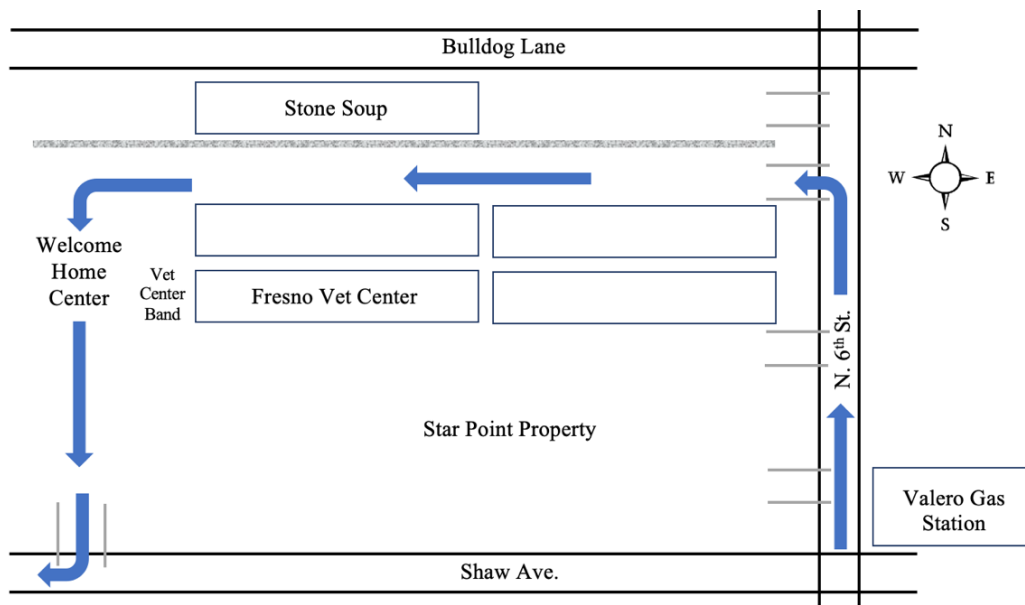 Bulldog Lane
Stone Soup
N
W
E
S
Welcome
Home
Center
Vet
Center
Band
Fresno Vet Center
N. 6th St.
Star Point Property
Valero Gas
Station
Shaw Ave.